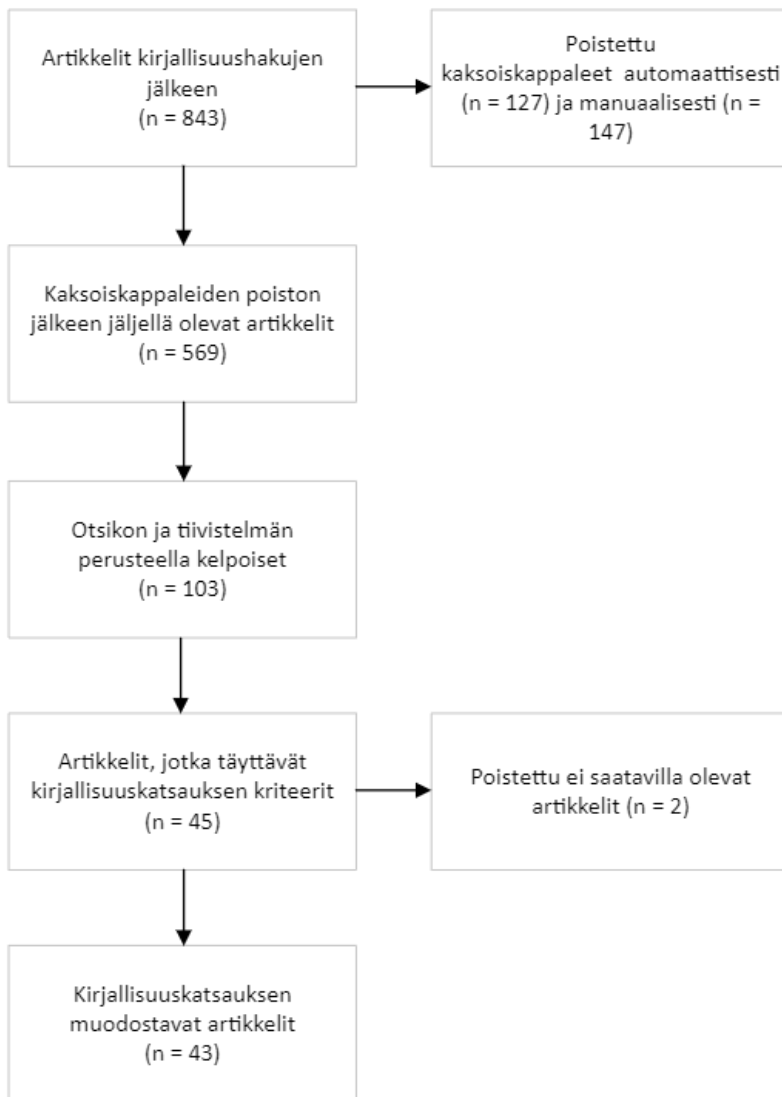 Artikkelit kirjallisuushakujen
jälkeen
(n = 843)
Poistettu
kaksoiskappaleet automaattisesti
(n = 127) ja manuaalisesti (n =
147)
Kaksoiskappaleiden poiston
jälkeen jäljellä olevat artikkelit
(n = 569)
Otsikon ja tiivistelmän
perusteella kelpoiset
(n = 103)
Artikkelit, jotka täyttävät
kirjallisuuskatsauksen kriteerit
(n = 45)
Poistettu ei saatavilla olevat
artikkelit (n = 2)
Kirjallisuuskatsauksen
muodostavat artikkelit
(n = 43)